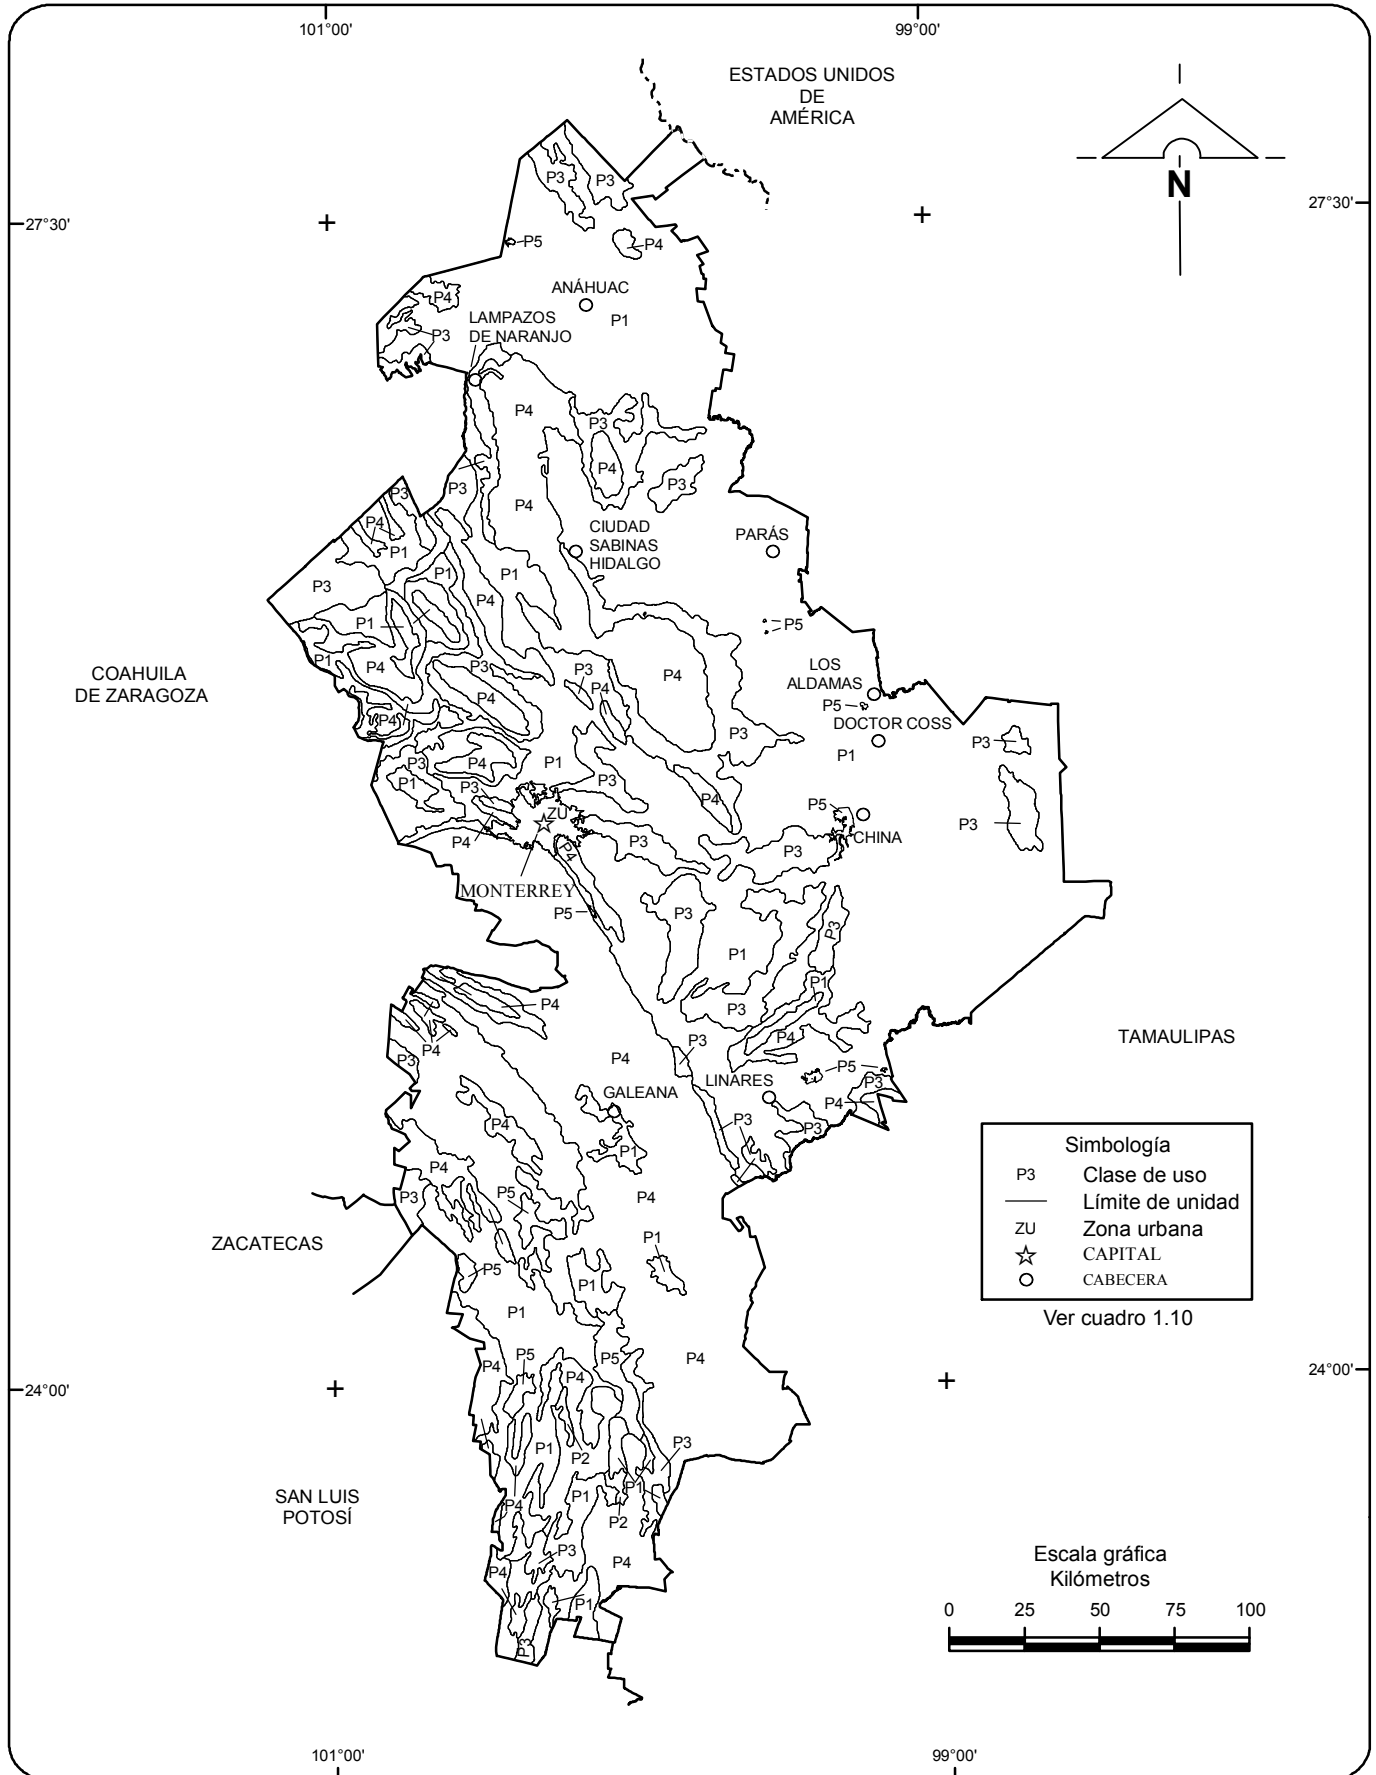 101°00'
99°00'
ESTADOS UNIDOS
DE
AMÉRICA
N
27°30'
27°30'
P3
P3
P5
P4
ANÁHUAC
P4
P1
LAMPAZOS
DE NARANJO
P3
P4
P3
P4
P3
P3
P3
P4
P4
CIUDAD
SABINAS
HIDALGO
PARÁS
P1
P3
P1
P1
P4
P1
P5
P1
P4
P3
P3
P4
P4
P4
LOS
ALDAMAS
COAHUILA
DE ZARAGOZA
P5
DOCTOR COSS
P4
P3
P3
P1
P3
P4
P1
P1
P3
P3
P4
P5
ZU
P3
CHINA
P4
P3
P3
P4
MONTERREY
P5
P3
P3
P1
P1
P4
P3
P4
TAMAULIPAS
P3
P4
P4
P3
P5
LINARES
P3
GALEANA
P4
P3
P4
P3
P1
P4
P3
P5
P4
ZACATECAS
P1
P5
P1
P1
P5
P5
P4
P4
P4
Simbología
P3 Clase de uso
Límite de unidad
ZU Zona urbana
CAPITAL
CABECERA
Ver cuadro 1.10
24°00'
24°00'
P3
P1
P2
P1
P1
P4
P2
SAN LUIS
POTOSÍ
P3
P4
P4
P1
P3
Escala gráfica
Kilómetros
0 25 50 75 100
101°00'
99°00'